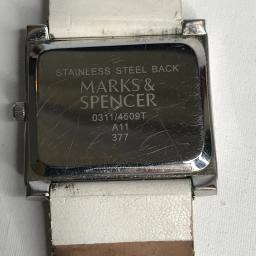 STAINLESS STEEL BACK
MARKS &
SPENCER
0311/4509T
A11
377